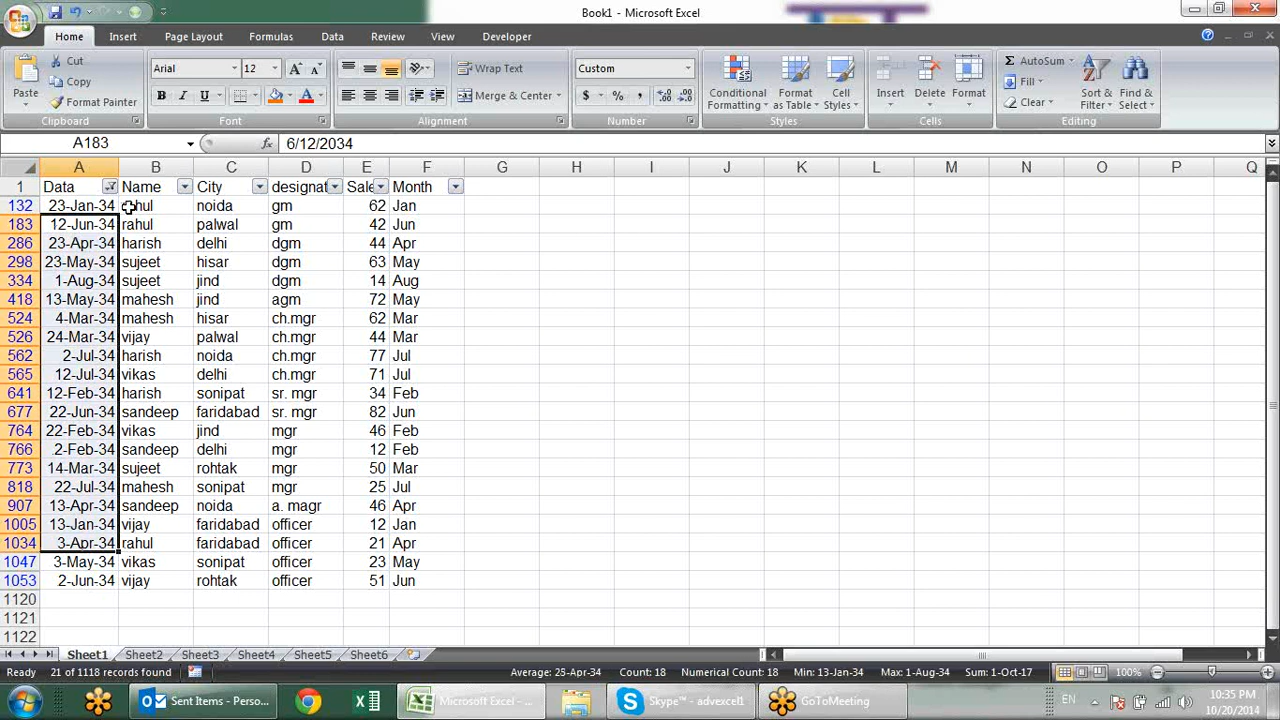 Book1 - Microsoft Excel
Home Insert Page Layout Formulas Data Review View Developer
Paste Cut Copy Format Painter Clipboard
Arial 12 B I U A Font
Wrap Text Merge & Center Alignment
Custom $ % , Number
Conditional Formatting Format as Table Cell Styles Styles
Insert Delete Format Cells
Σ AutoSum Fill Clear Sort & Filter Find & Select Editing
A183 fx 6/12/2034
A B C D E F G H I J K L M N O P Q
1 Data Name City designat Sale Month
132 23-Jan-34 rahul noida gm 62 Jan
183 12-Jun-34 rahul palwal gm 42 Jun
286 23-Apr-34 harish delhi dgm 44 Apr
298 23-May-34 sujeet hisar dgm 63 May
334 1-Aug-34 sujeet jind dgm 14 Aug
418 13-May-34 mahesh jind agm 72 May
524 4-Mar-34 mahesh hisar ch.mgr 62 Mar
526 24-Mar-34 vijay palwal ch.mgr 44 Mar
562 2-Jul-34 harish noida ch.mgr 77 Jul
565 12-Jul-34 vikas delhi ch.mgr 71 Jul
641 12-Feb-34 harish sonipat sr. mgr 34 Feb
677 22-Jun-34 sandeep faridabad sr. mgr 82 Jun
764 22-Feb-34 vikas jind mgr 46 Feb
766 2-Feb-34 sandeep delhi mgr 12 Feb
773 14-Mar-34 sujeet rohtak mgr 50 Mar
818 22-Jul-34 mahesh sonipat mgr 25 Jul
907 13-Apr-34 sandeep noida a. magr 46 Apr
1005 13-Jan-34 vijay faridabad officer 12 Jan
1034 3-Apr-34 rahul faridabad officer 21 Apr
1047 3-May-34 vikas sonipat officer 23 May
1053 2-Jun-34 vijay rohtak officer 51 Jun
1120
1121
1122
Sheet1 Sheet2 Sheet3 Sheet4 Sheet5 Sheet6
Ready 21 of 1118 records found Average: 25-Apr-34 Count: 18 Numerical Count: 18 Min: 13-Jan-34 Max: 1-Aug-34 Sum: 1-Oct-17 100%
Sent Items - Perso... Microsoft Excel - ... Skype™ - advexcel1 ... GoToMeeting EN 10:35 PM
10/20/2014